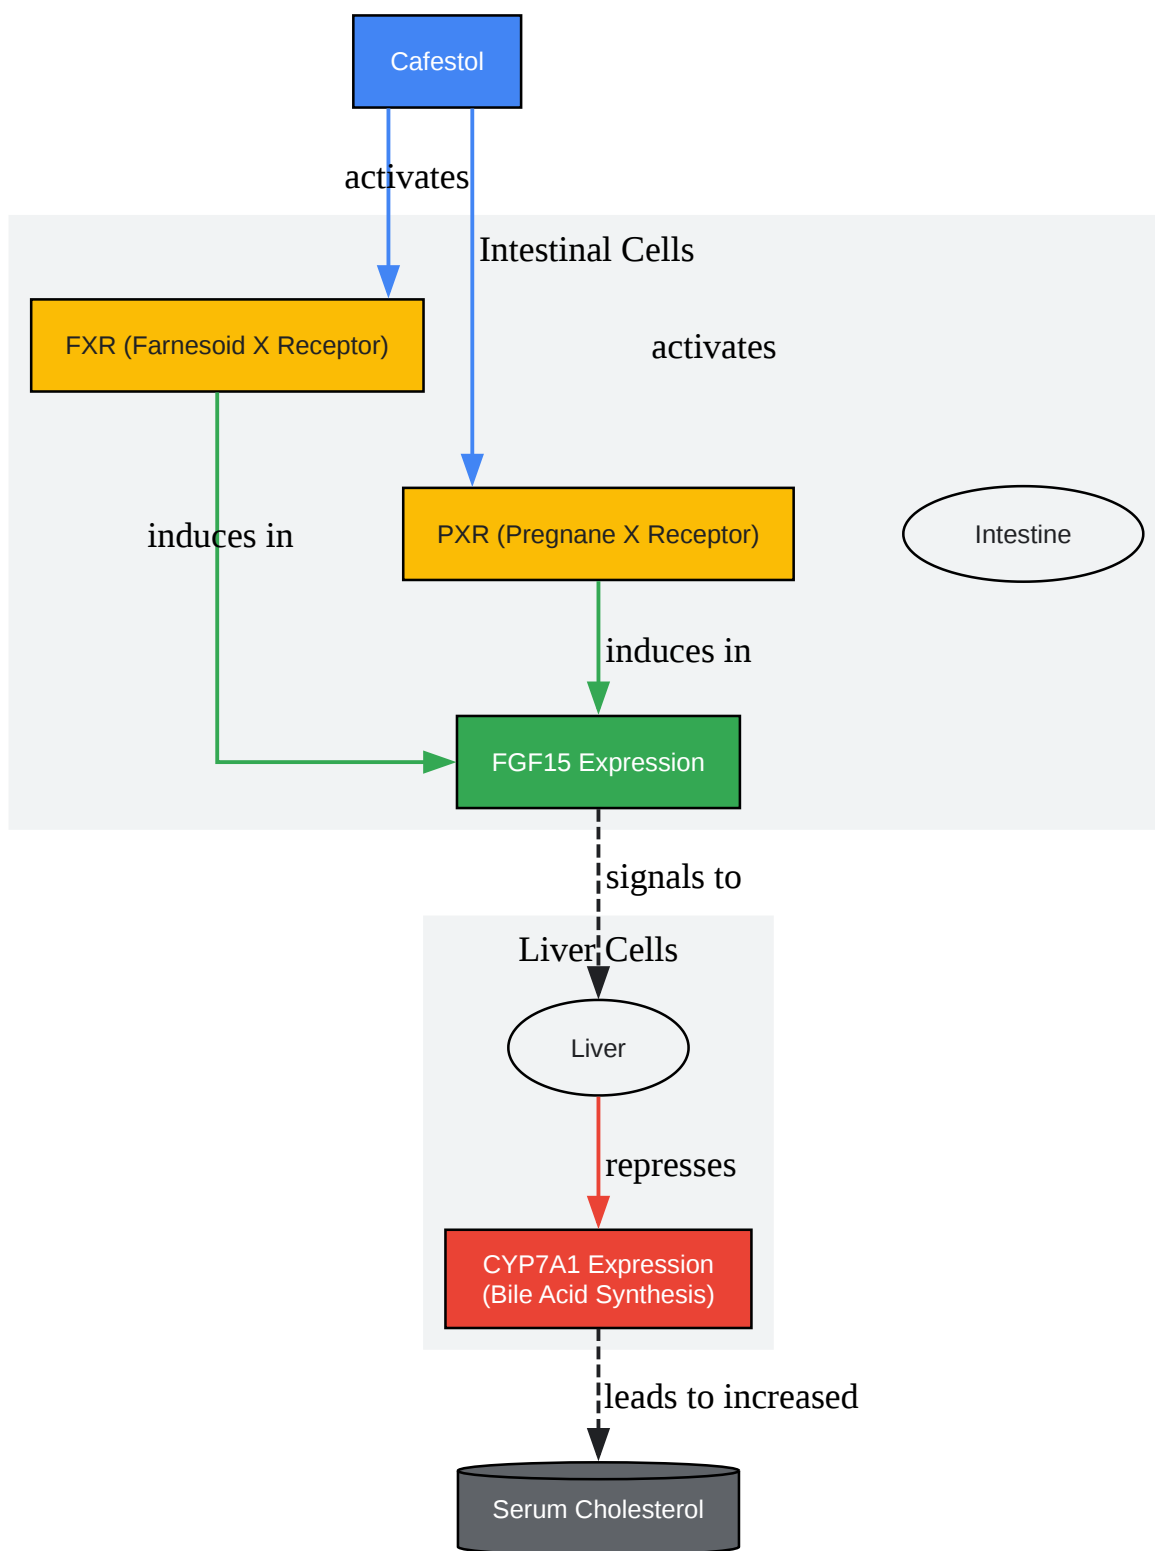 Cafestol
activates
Intestinal Cells
FXR (Farnesoid X Receptor)
activates
induces in
PXR (Pregnane X Receptor)
Intestine
induces in
FGF15 Expression
signals to
Liver Cells
Liver
represses
CYP7A1 Expression
(Bile Acid Synthesis)
leads to increased
Serum Cholesterol